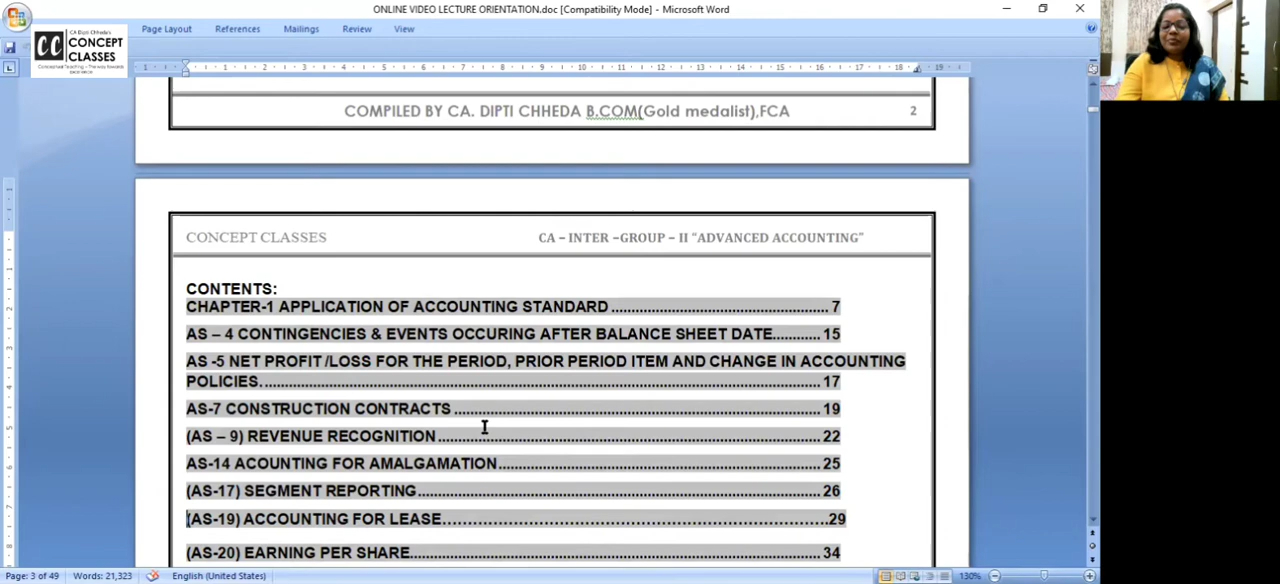 ONLINE VIDEO LECTURE ORIENTATION.doc [Compatibility Mode] - Microsoft Word
Page Layout References Mailings Review View
CA Dipti Chheda's
CONCEPT
CLASSES
COMPILED BY CA. DIPTI CHHEDA B.COM(Gold medalist),FCA 2
CONCEPT CLASSES CA – INTER –GROUP – II “ADVANCED ACCOUNTING”
CONTENTS:
CHAPTER-1 APPLICATION OF ACCOUNTING STANDARD ........ 7
AS – 4 CONTINGENCIES & EVENTS OCCURING AFTER BALANCE SHEET DATE........ 15
AS -5 NET PROFIT /LOSS FOR THE PERIOD, PRIOR PERIOD ITEM AND CHANGE IN ACCOUNTING
POLICIES. ........ 17
AS-7 CONSTRUCTION CONTRACTS ........ 19
(AS – 9) REVENUE RECOGNITION ........ 22
AS-14 ACOUNTING FOR AMALGAMATION ........ 25
(AS-17) SEGMENT REPORTING ........ 26
(AS-19) ACCOUNTING FOR LEASE........29
(AS-20) EARNING PER SHARE........ 34
Page: 3 of 49 Words: 21,323 English (United States) 130%